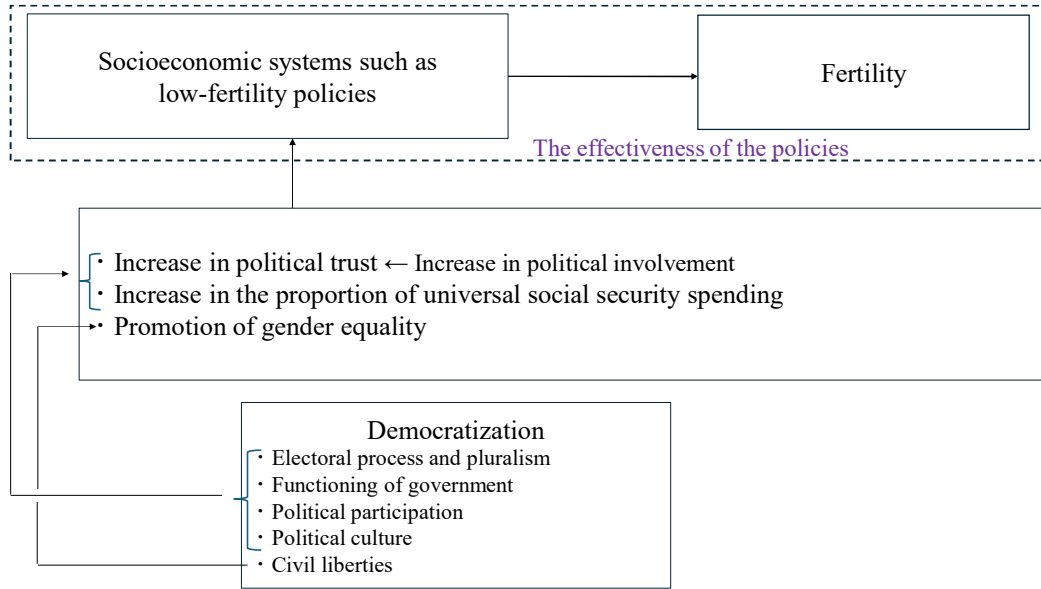 Socioeconomic systems such as
low-fertility policies
Fertility
The effectiveness of the policies
・Increase in political trust ← Increase in political involvement
・Increase in the proportion of universal social security spending
・Promotion of gender equality
Democratization
・Electoral process and pluralism
・Functioning of government
・Political participation
・Political culture
・Civil liberties